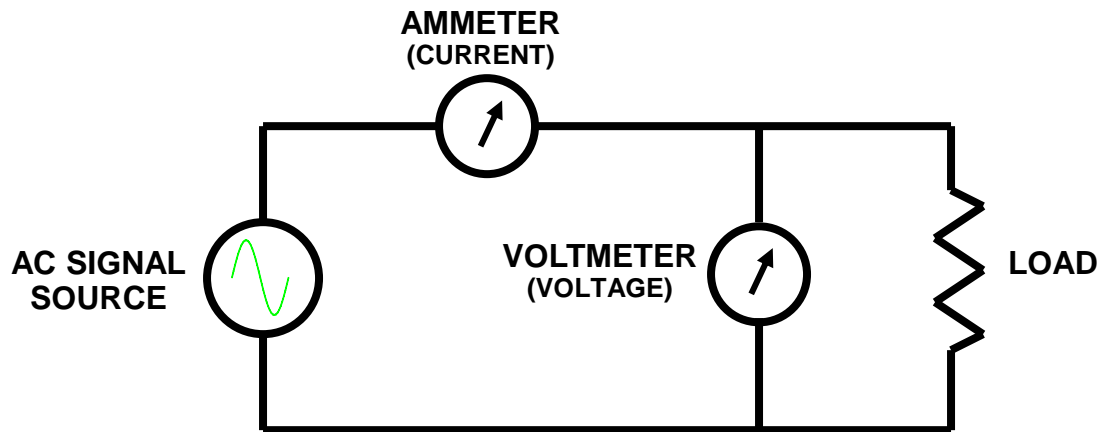 AMMETER
(CURRENT)
AC SIGNAL
SOURCE
VOLTMETER
(VOLTAGE)
LOAD